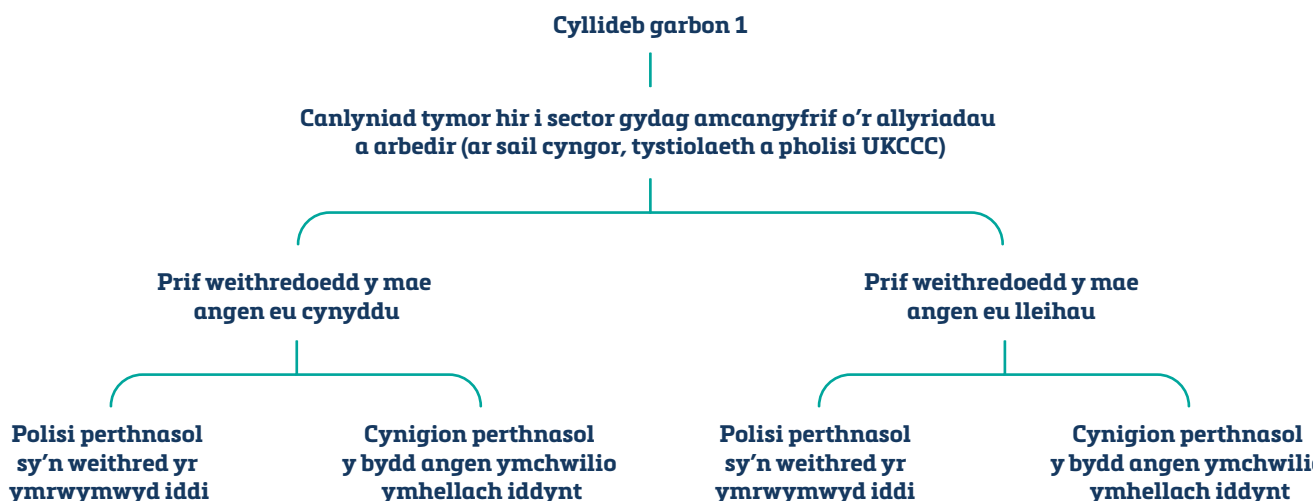 Cyllideb garbon 1
Canlyniad tymor hir i sector gydag amcangyfrif o'r allyriadau
a arbedir (ar sail cyngor, tystiolaeth a pholisi UKCCC)
Prif weithredoedd y mae
angen eu cynyddu
Prif weithredoedd y mae
angen eu lleihau
Polisi perthnasol
sy'n weithred yr
ymrwymwyd iddi
Cynigion perthnasol
y bydd angen ymchwilio
ymhellach iddynt
Polisi perthnasol
sy'n weithred yr
ymrwymwyd iddi
Cynigion perthnasol
y bydd angen
ymhellach iddynt